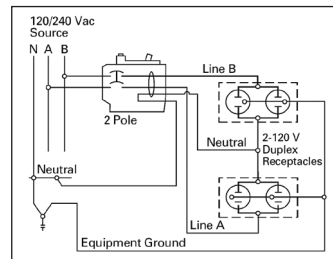 120/240 Vac
Source
N A B
Line B
2 Pole
Neutral
2-120 V
Duplex
Receptacles
Neutral
Line A
Equipment Ground